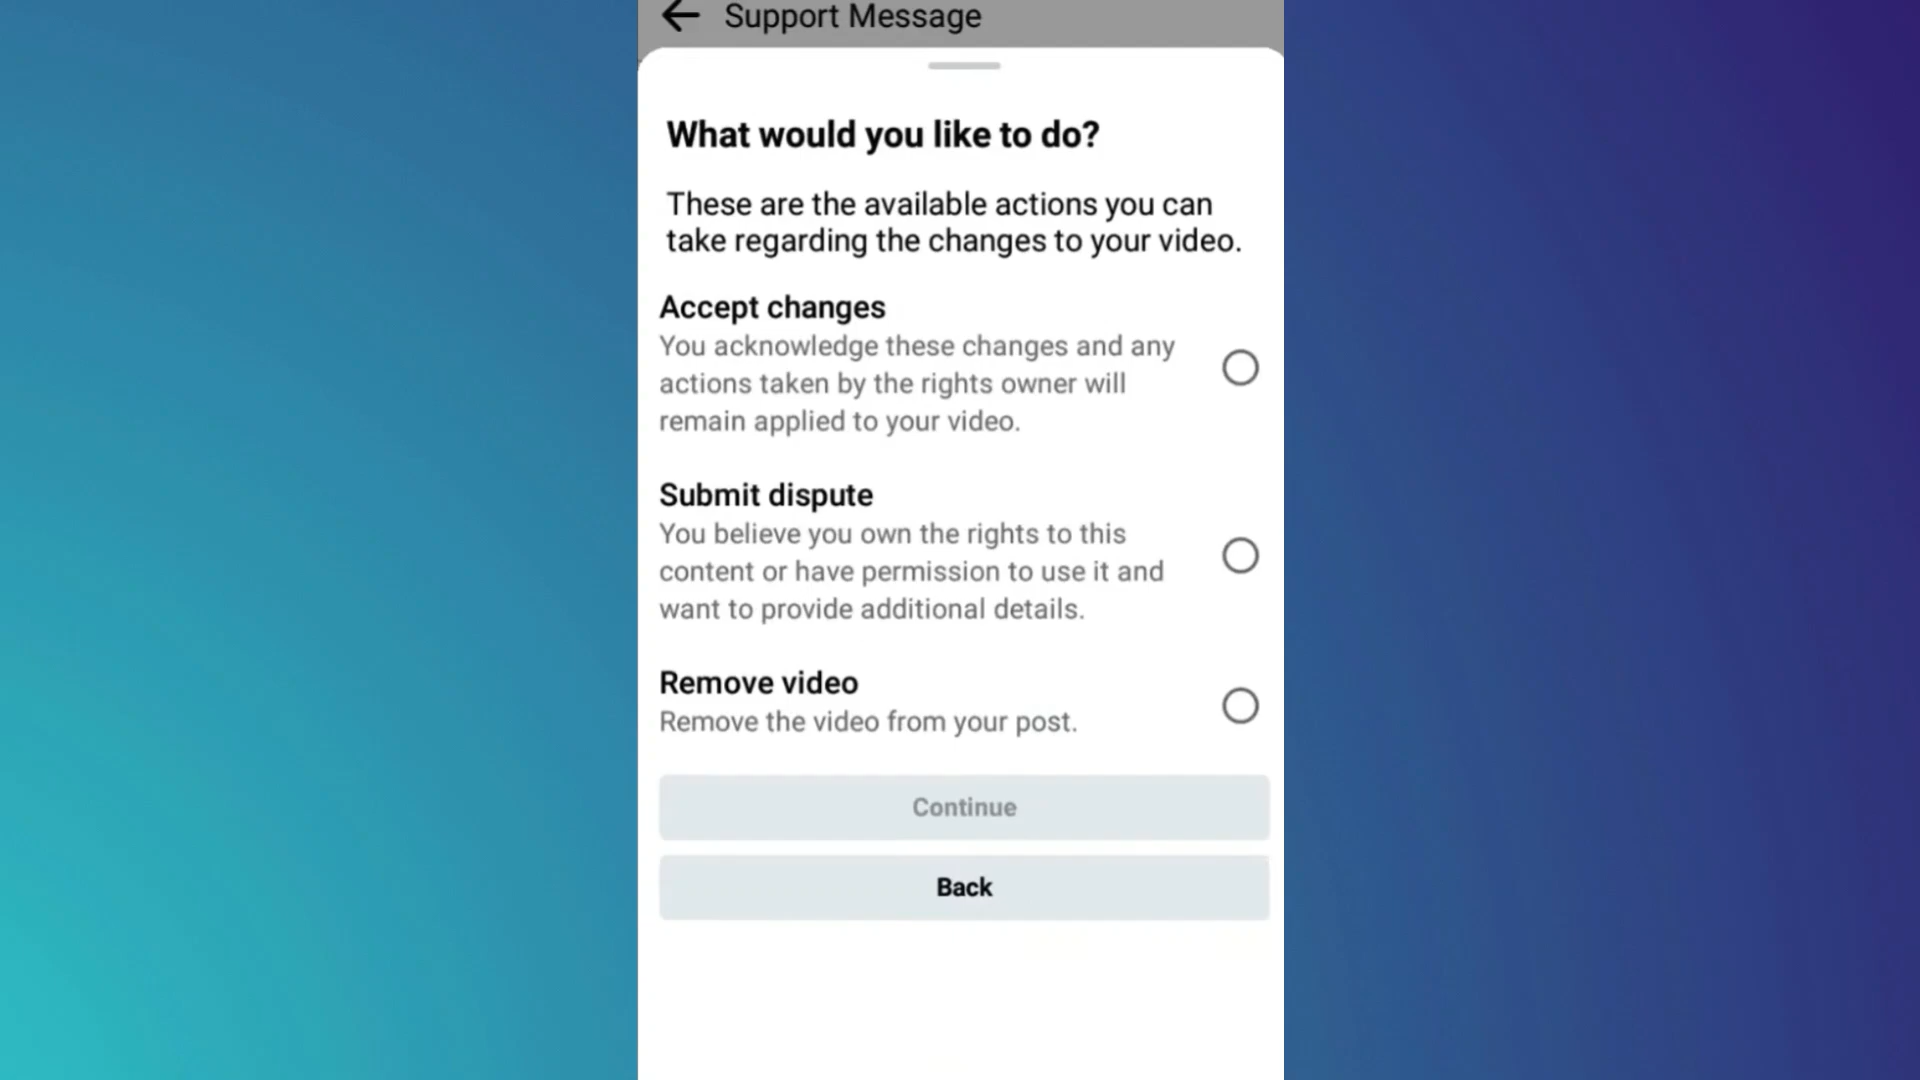 Support Message
What would you like to do?
These are the available actions you can
take regarding the changes to your video.
Accept changes
You acknowledge these changes and any
actions taken by the rights owner will
remain applied to your video.
Submit dispute
You believe you own the rights to this
content or have permission to use it and
want to provide additional details.
Remove video
Remove the video from your post.
Continue
Back